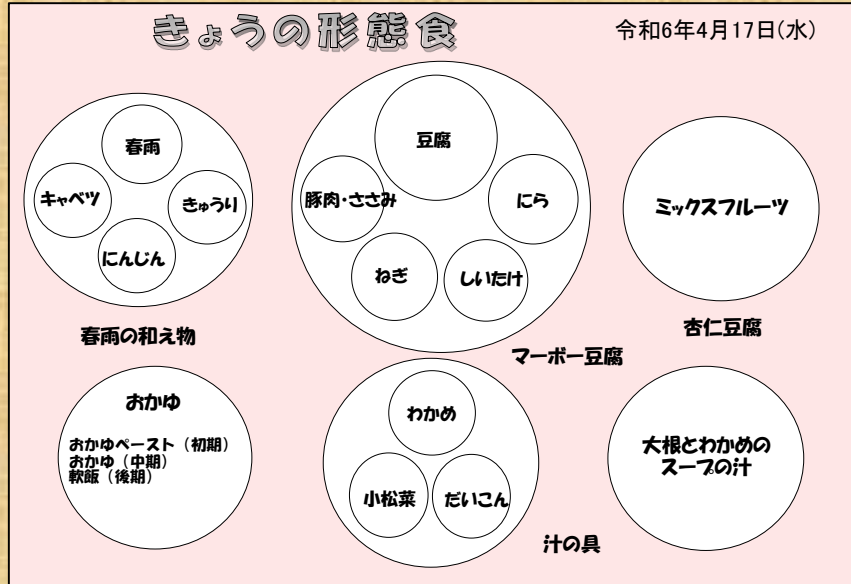 きょうの形態食
令和6年4月17日(水)
春雨
キャベツ
きゅうり
にんじん
春雨の和え物
豆腐
豚肉・ささみ
にら
ねぎ
しいたけ
マーボー豆腐
ミックスフルーツ
杏仁豆腐
おかゆ
おかゆペースト（初期）
おかゆ（中期）
軟飯（後期）
わかめ
小松菜
だいこん
汁の具
大根とわかめの
スープの汁